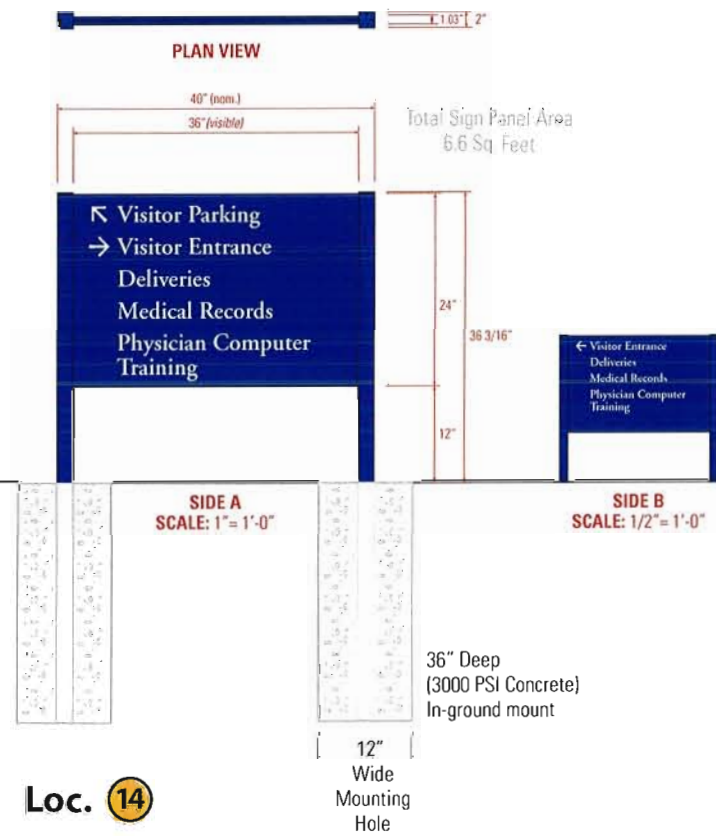 1.03" 2"
PLAN VIEW
40" (nom.)
36" (visible)
Total Sign Panel Area
6.6 Sq Feet
↖ Visitor Parking
→ Visitor Entrance
Deliveries
Medical Records
Physician Computer
Training
24"
36 3/16"
12"
← Visitor Entrance
Deliveries
Medical Records
Physician Computer
Training
SIDE A
SCALE: 1"= 1'-0"
SIDE B
SCALE: 1/2"= 1'-0"
36" Deep
(3000 PSI Concrete)
In-ground mount
12"
Wide
Mounting
Hole
Loc. 14